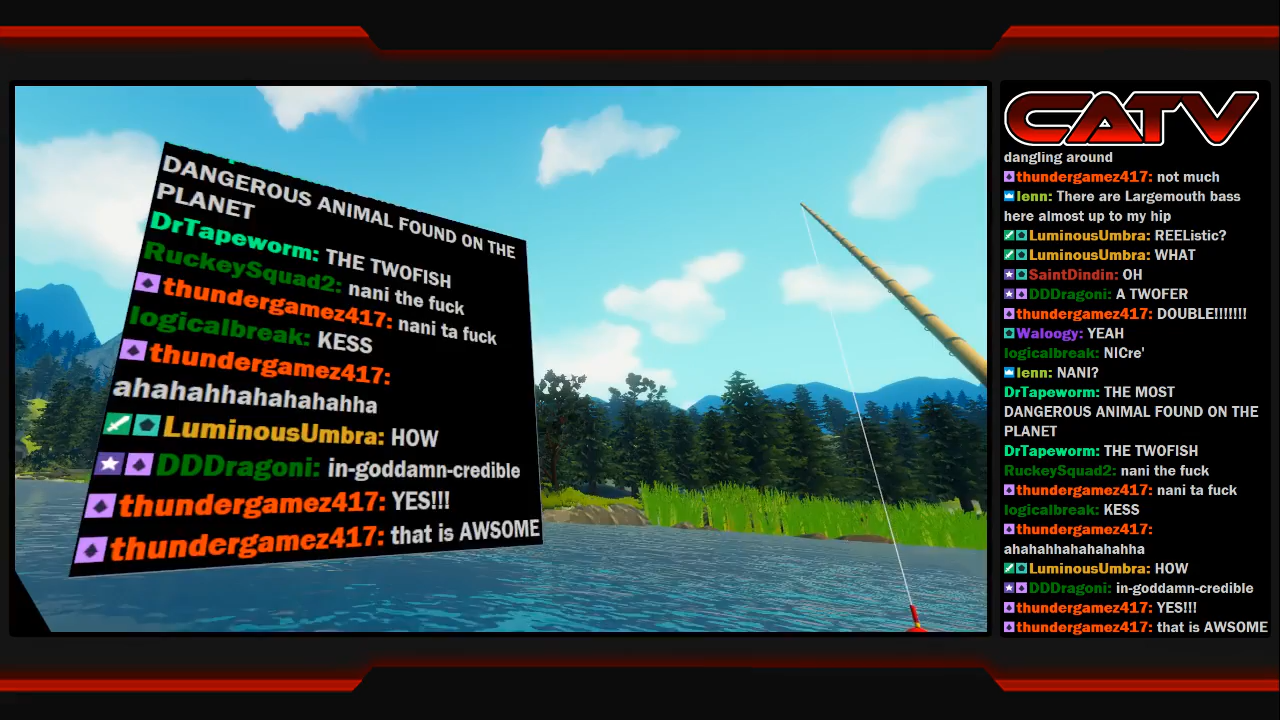 DANGEROUS ANIMAL FOUND ON THE
PLANET
DrTapeworm: THE TWOFISH
RuckeySquad2: nani the fuck
thundergamez417: nani ta fuck
logicalbreak: KESS
thundergamez417:
ahahahhahahahahha
LuminousUmbra: HOW
DDDragoni: in-goddamn-credible
thundergamez417: YES!!!
thundergamez417: that is AWSOME
CATV
dangling around
thundergamez417: not much
lenn: There are Largemouth bass
here almost up to my hip
LuminousUmbra: REEListic?
LuminousUmbra: WHAT
SaintDindin: OH
DDDragoni: A TWOFER
thundergamez417: DOUBLE!!!!!!!
Waloogy: YEAH
logicalbreak: NICre'
lenn: NANI?
DrTapeworm: THE MOST
DANGEROUS ANIMAL FOUND ON THE
PLANET
DrTapeworm: THE TWOFISH
RuckeySquad2: nani the fuck
thundergamez417: nani ta fuck
logicalbreak: KESS
thundergamez417:
ahahahhahahahahha
LuminousUmbra: HOW
DDDragoni: in-goddamn-credible
thundergamez417: YES!!!
thundergamez417: that is AWSOME